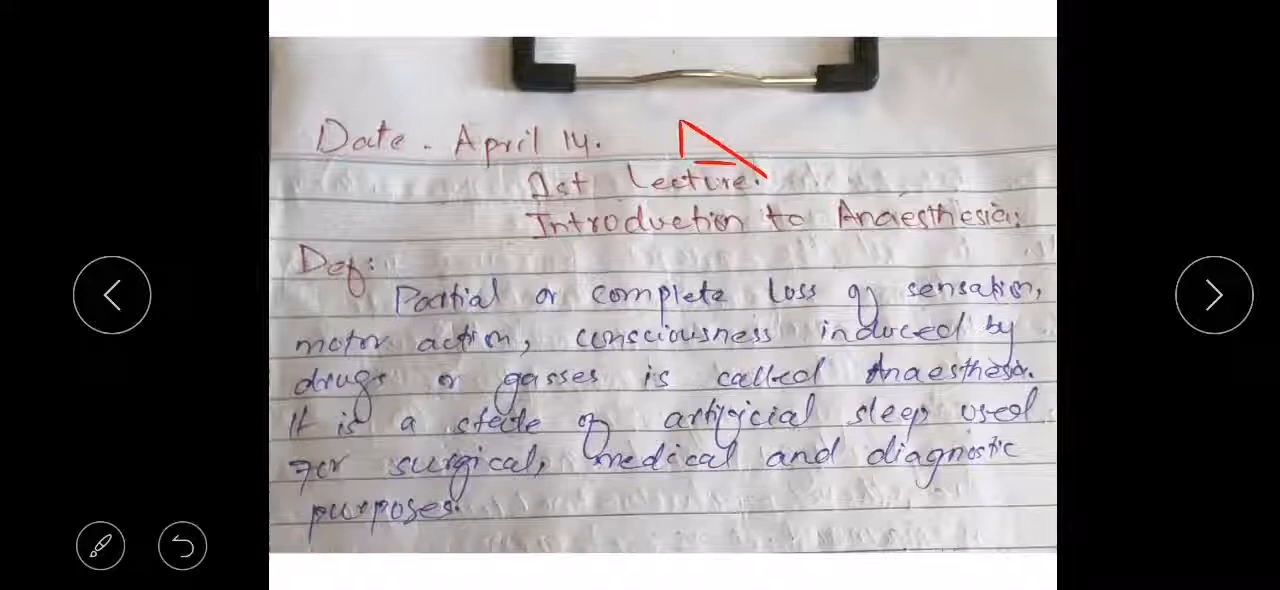 Date. April 14.
Ist Lecture.
Introduction to Anaesthesia:
Def:
Partial or complete loss of sensation,
motor action, consciousness induced by
drugs or gasses is called Anaesthesia.
It is a state of artificial sleep used
for surgical, medical and diagnostic
purposes.